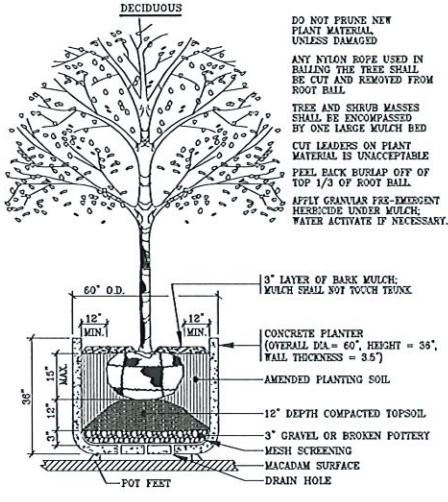 DECIDUOUS
DO NOT PRUNE NEW
PLANT MATERIAL,
UNLESS DAMAGED
ANY NYLON ROPE USED IN
BALLING THE TREE SHALL
BE CUT AND REMOVED FROM
ROOT BALL
TREE AND SHRUB MASSES
SHALL BE ENCOMPASSED
BY ONE LARGE MULCH BED
CUT LEADERS ON PLANT
MATERIAL IS UNACCEPTABLE
PEEL BACK BURLAP OFF OF
TOP 1/3 OF ROOT BALL.
APPLY GRANULAR PRE-EMERGENT
HERBICIDE UNDER MULCH;
WATER ACTIVATE IF NECESSARY.
3" LAYER OF BARK MULCH;
MULCH SHALL NOT TOUCH TRUNK.
60" O.D.
12"
MIN.
12"
MIN.
CONCRETE PLANTER
(OVERALL DIA.= 60", HEIGHT = 36",
WALL THICKNESS = 3.5")
36"
15"
MAX.
AMENDED PLANTING SOIL
12"
12" DEPTH COMPACTED TOPSOIL
3"
3" GRAVEL OR BROKEN POTTERY
MESH SCREENING
MACADAM SURFACE
DRAIN HOLE
POT FEET